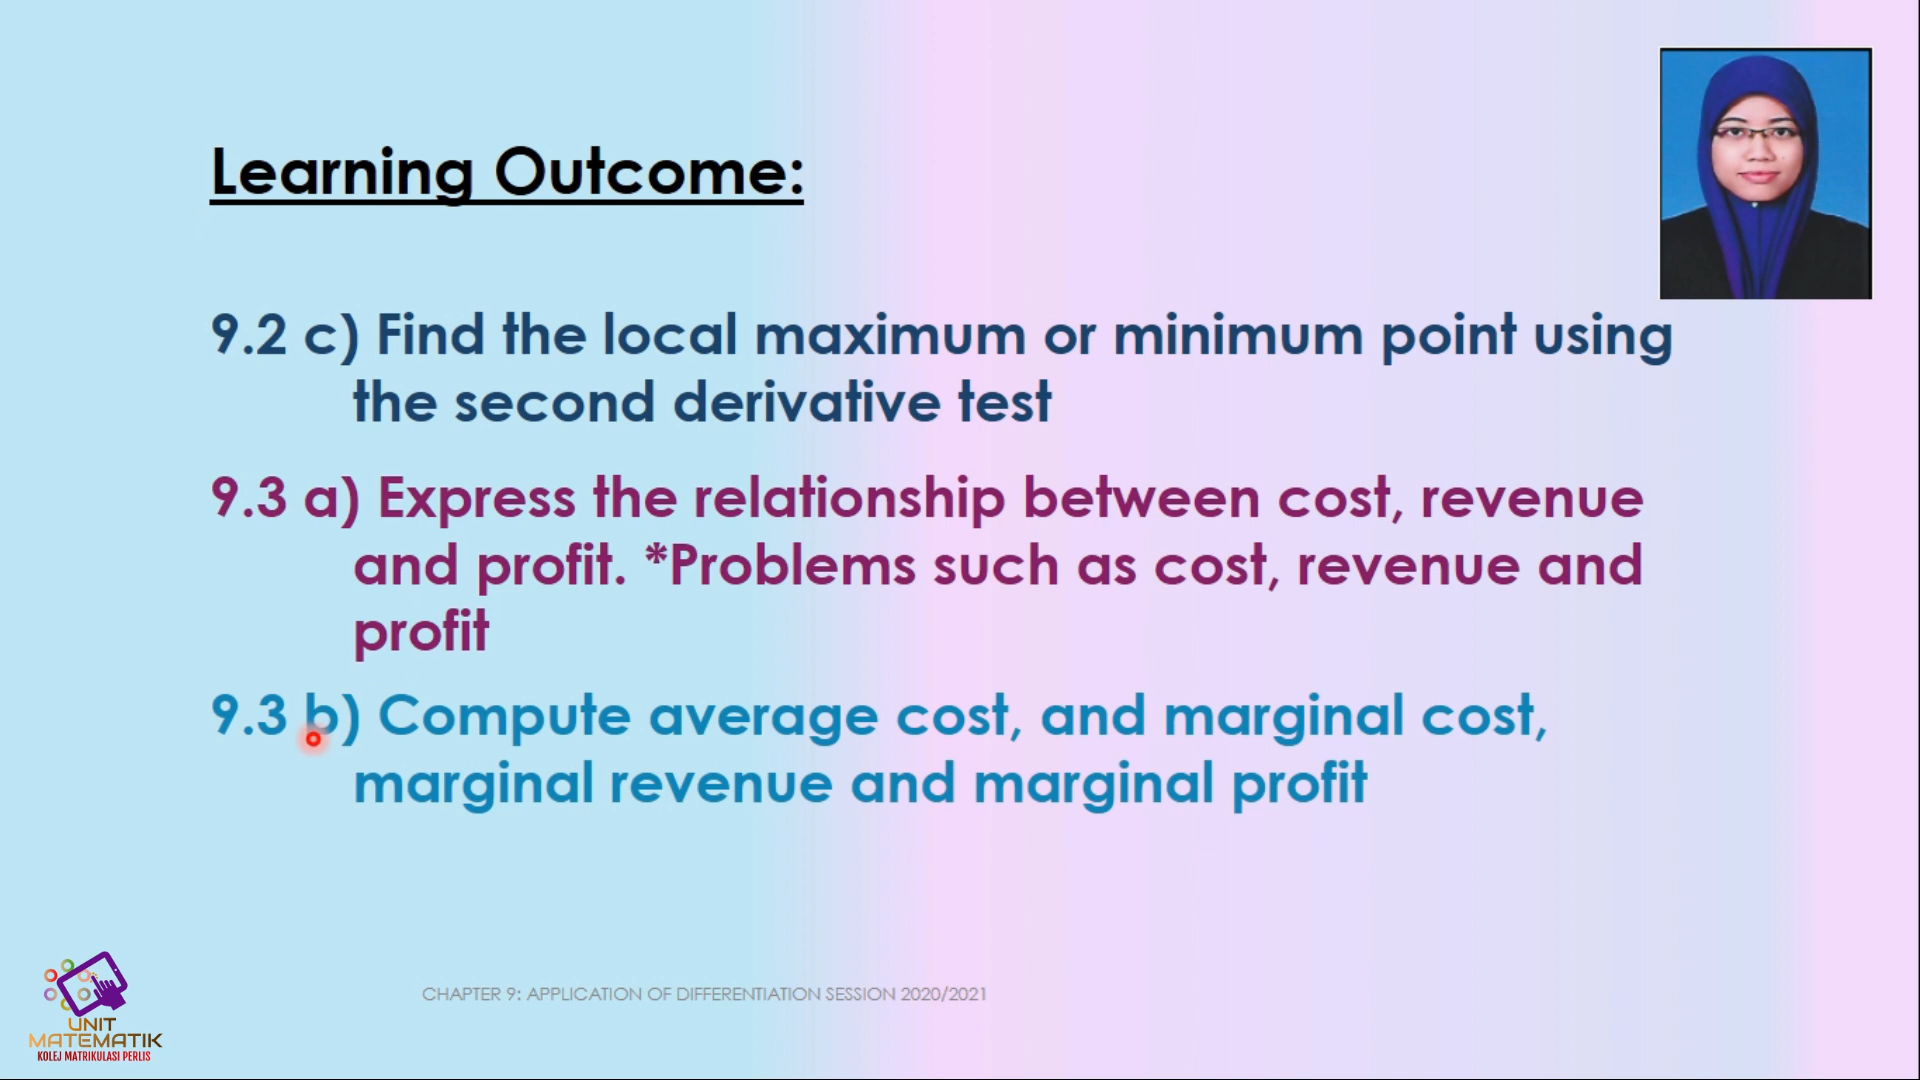 Learning Outcome:
9.2 c) Find the local maximum or minimum point using
the second derivative test
9.3 a) Express the relationship between cost, revenue
and profit. *Problems such as cost, revenue and
profit
9.3 b) Compute average cost, and marginal cost,
marginal revenue and marginal profit
CHAPTER 9: APPLICATION OF DIFFERENTIATION SESSION 2020/2021
UNIT
MATEMATIK
KOLEJ MATRIKULASI PERLIS